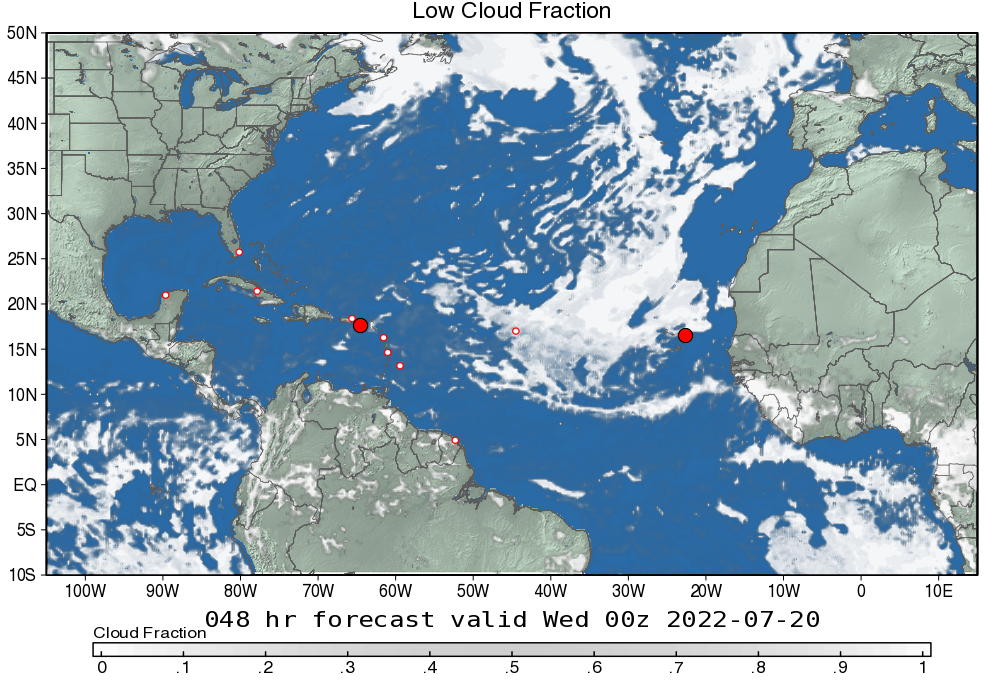 Low Cloud Fraction
50N
45N
40N
35N
30N
25N
20N
15N
10N
5N
EQ
5S
10S
100W 90W 80W 70W 60W 50W 40W 30W 20W 10W 0 10E
048 hr forecast valid Wed 00z 2022-07-20
Cloud Fraction
0 .1 .2 .3 .4 .5 .6 .7 .8 .9 1